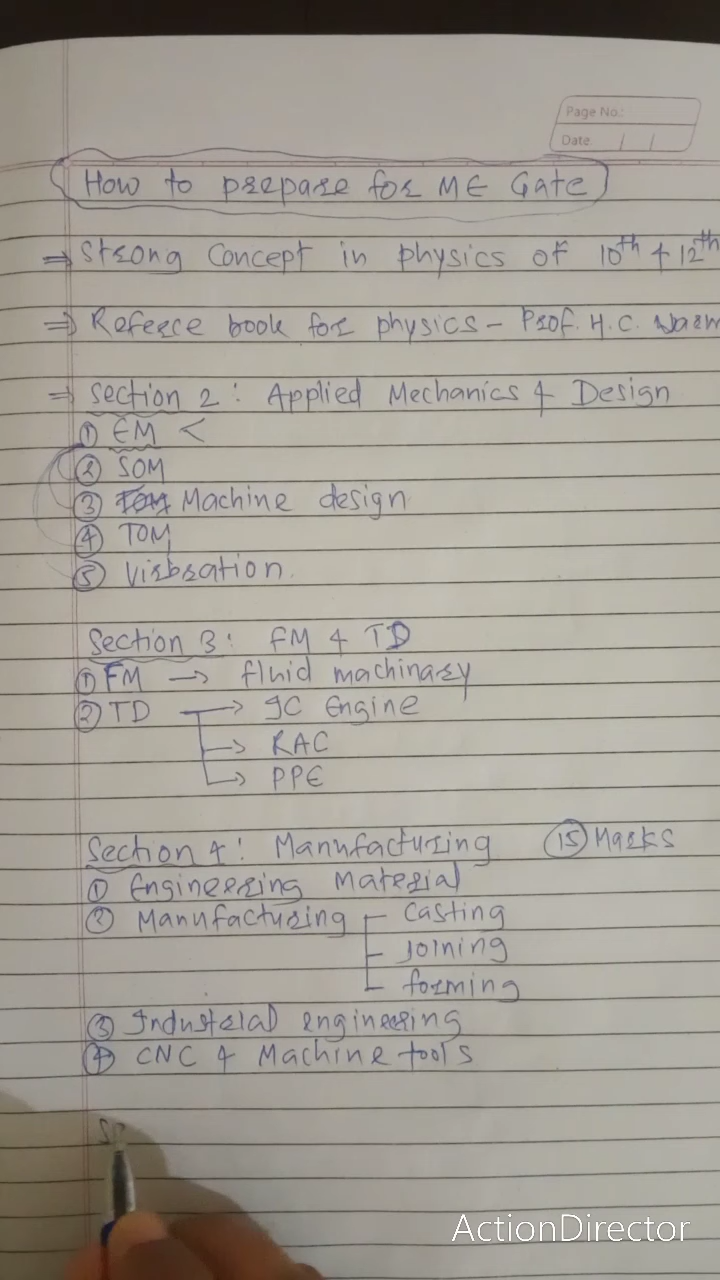 Page No.:
Date / /
How to prepare for ME Gate
⇒ Strong Concept in physics of 10th & 12th
⇒ Referce book for physics - Prof. H.C.
⇒ Section 2: Applied Mechanics & Design
① EM <
② SOM
③ Machine design
④ TOM
⑤ Visbration.
Section 3: FM & TD
① FM → fluid machinary
② TD → IC Engine
→ RAC
→ PPE
Section 4: Manufacturing ⑮ Marks
① Engineering Material
② Manufacturing - Casting
- Joining
- forming
③ Industrial engineering
④ CNC & Machine tools
ActionDirector